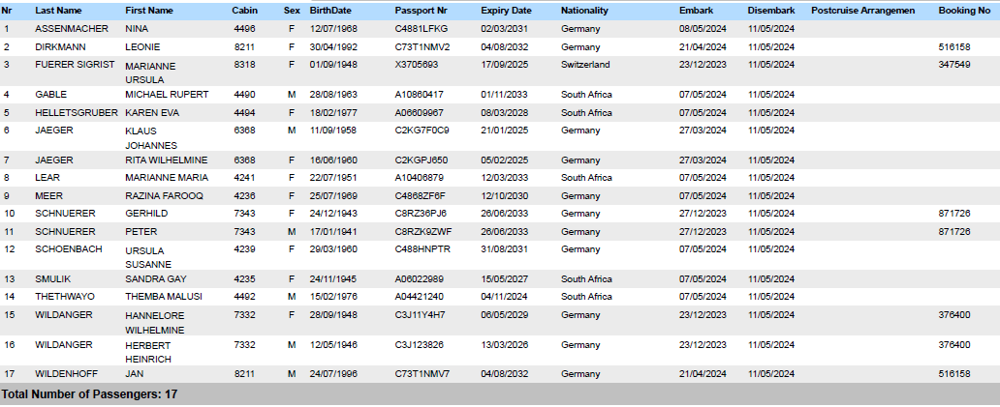 Nr Last Name First Name Cabin Sex BirthDate Passport Nr Expiry Date Nationality Embark Disembark Postcruise Arrangemen Booking No
1 ASSENMACHER NINA 4496 F 12/07/1968 C4881LFKG 02/03/2031 Germany 08/05/2024 11/05/2024
2 DIRKMANN LEONIE 8211 F 30/04/1992 C73T1NMV2 04/08/2032 Germany 21/04/2024 11/05/2024 516158
3 FUERER SIGRIST MARIANNE 8318 F 01/09/1948 X3705693 17/09/2025 Switzerland 23/12/2023 11/05/2024 347549
URSULA
4 GABLE MICHAEL RUPERT 4490 M 28/08/1963 A10860417 01/11/2033 South Africa 07/05/2024 11/05/2024
5 HELLETSGRUBER KAREN EVA 4494 F 18/02/1977 A06609967 08/03/2028 South Africa 07/05/2024 11/05/2024
6 JAEGER KLAUS 6368 M 11/09/1958 C2KG7F0C9 21/01/2025 Germany 27/03/2024 11/05/2024
JOHANNES
7 JAEGER RITA WILHELMINE 6368 F 16/06/1960 C2KGPJ650 05/02/2025 Germany 27/03/2024 11/05/2024
8 LEAR MARIANNE MARIA 4241 F 22/07/1951 A10406879 12/03/2033 South Africa 07/05/2024 11/05/2024
9 MEER RAZINA FAROOQ 4236 F 25/07/1969 C4868ZF6F 12/10/2030 Germany 07/05/2024 11/05/2024
10 SCHNUERER GERHILD 7343 F 24/12/1943 C8RZ36PJ6 26/06/2033 Germany 27/12/2023 11/05/2024 871726
11 SCHNUERER PETER 7343 M 17/01/1941 C8RZK9ZWF 26/06/2033 Germany 27/12/2023 11/05/2024 871726
12 SCHOENBACH URSULA 4239 F 29/03/1960 C488HNPTR 31/08/2031 Germany 07/05/2024 11/05/2024
SUSANNE
13 SMULIK SANDRA GAY 4235 F 24/11/1945 A06022989 15/05/2027 South Africa 07/05/2024 11/05/2024
14 THETHWAYO THEMBA MALUSI 4492 M 15/02/1976 A04421240 04/11/2024 South Africa 07/05/2024 11/05/2024
15 WILDANGER HANNELORE 7332 F 28/09/1948 C3J11Y4H7 06/05/2029 Germany 23/12/2023 11/05/2024 376400
WILHELMINE
16 WILDANGER HERBERT 7332 M 12/05/1946 C3J123826 13/03/2026 Germany 23/12/2023 11/05/2024 376400
HEINRICH
17 WILDENHOFF JAN 8211 M 24/07/1996 C73T1NMV7 04/08/2032 Germany 21/04/2024 11/05/2024 516158
Total Number of Passengers: 17